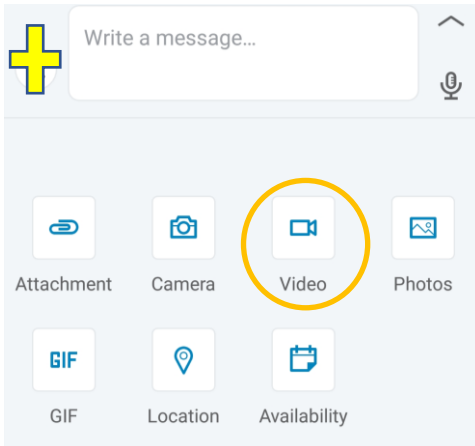 Write a message...
Attachment Camera Video Photos
GIF
GIF Location Availability